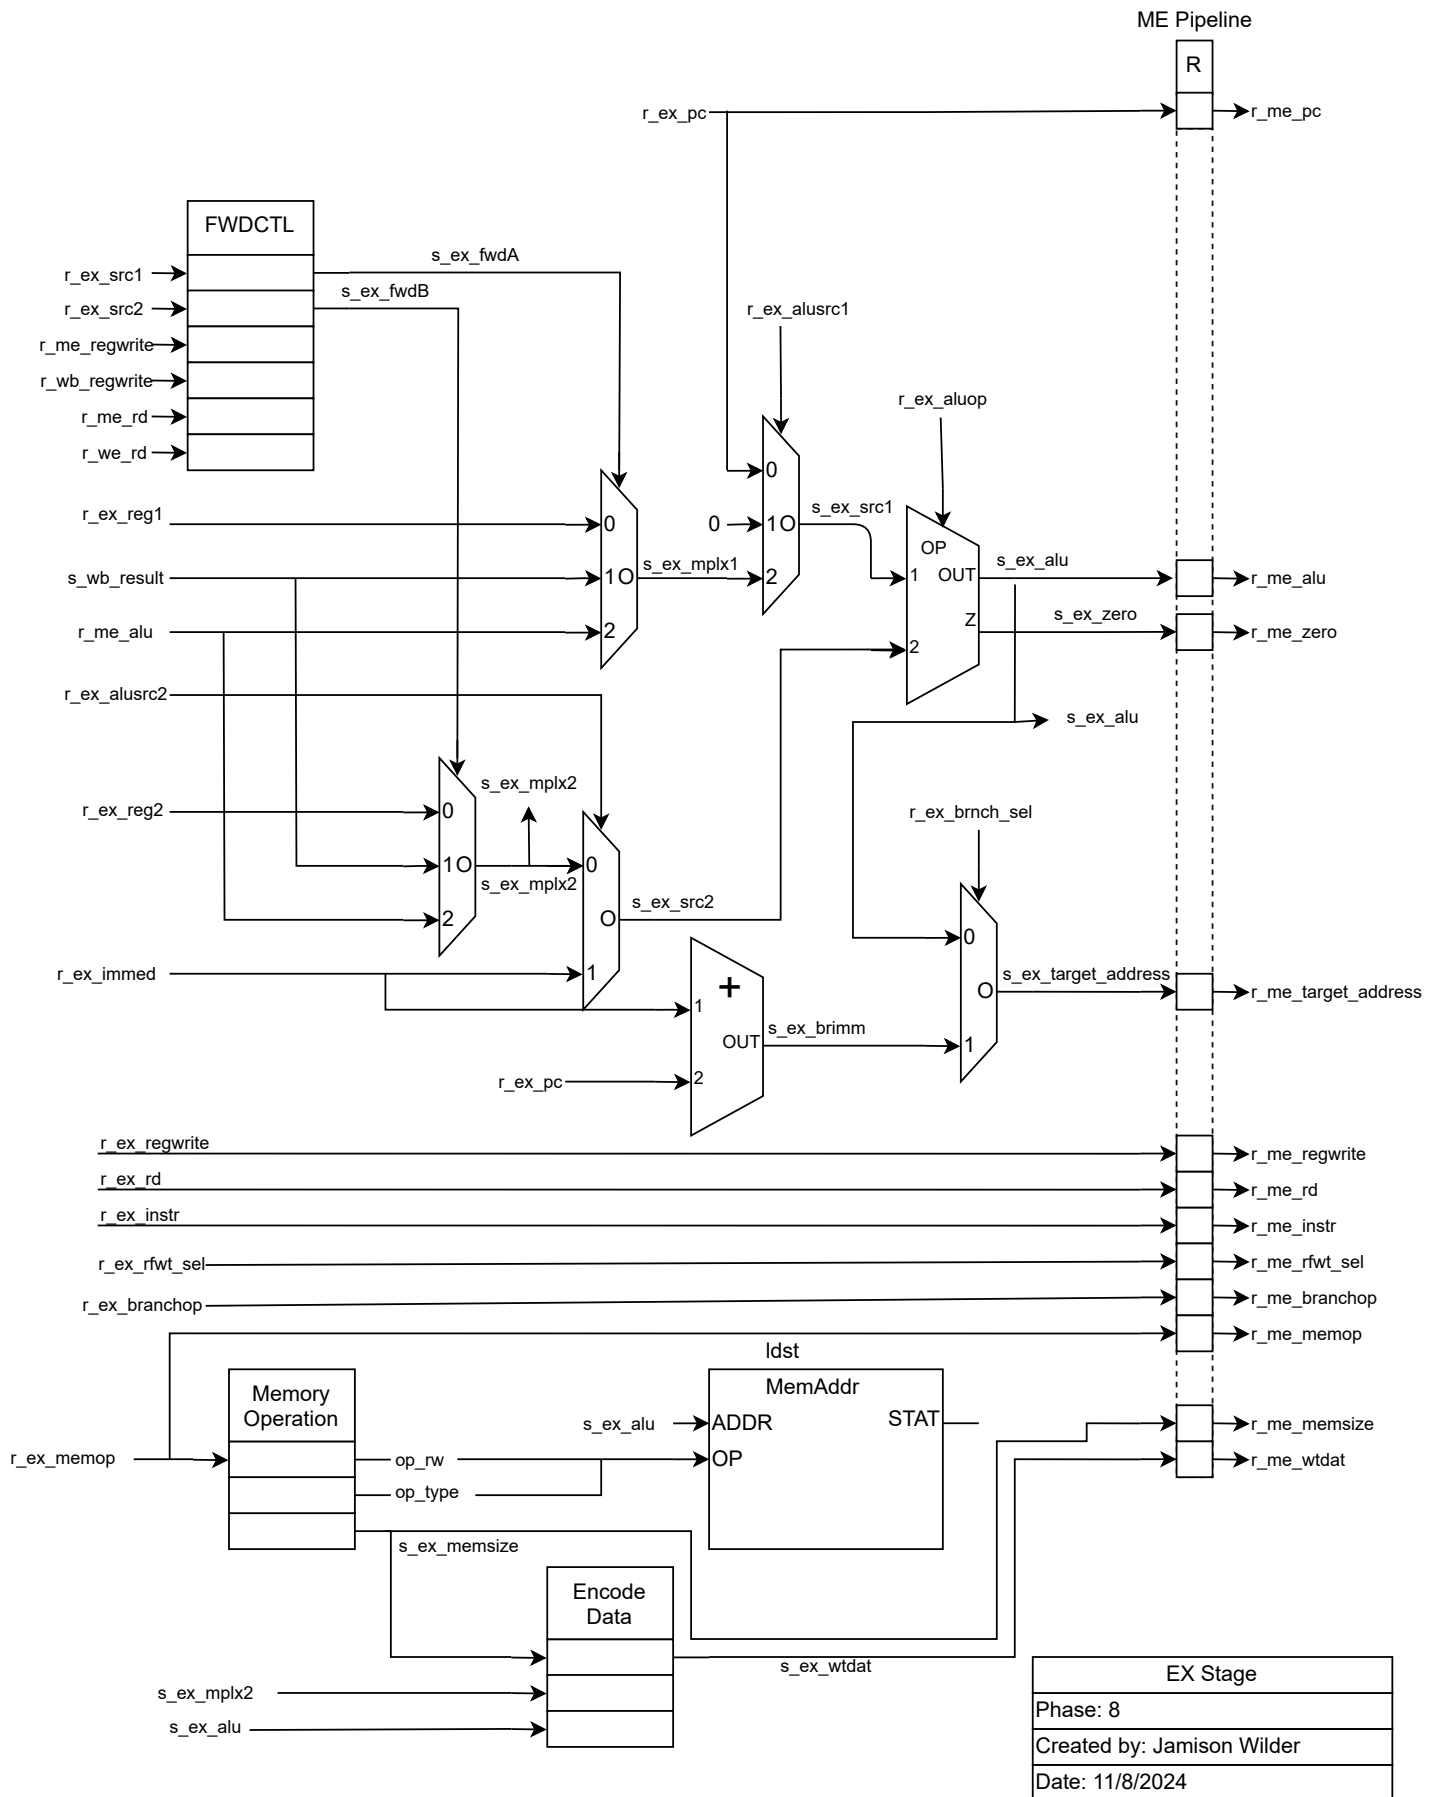 ME Pipeline
R
r_ex_pc
r_me_pc
FWDCTL
r_ex_src1
s_ex_fwdA
r_ex_src2
s_ex_fwdB
r_me_regwrite
r_wb_regwrite
r_me_rd
r_we_rd
r_ex_alusrc1
r_ex_aluop
r_ex_reg1
s_wb_result
r_me_alu
0
1O
2
s_ex_mplx1
0
0
1O
2
s_ex_src1
OP
1
OUT
Z
2
s_ex_alu
r_me_alu
s_ex_zero
r_me_zero
r_ex_alusrc2
s_ex_alu
r_ex_reg2
0
1O
2
s_ex_mplx2
s_ex_mplx2
0
O
1
s_ex_src2
r_ex_brnch_sel
0
O
1
s_ex_target_address
r_me_target_address
r_ex_immed
+
1
OUT
2
s_ex_brimm
r_ex_pc
r_ex_regwrite
r_me_regwrite
r_ex_rd
r_me_rd
r_ex_instr
r_me_instr
r_ex_rfwt_sel
r_me_rfwt_sel
r_ex_branchop
r_me_branchop
r_me_memop
ldst
Memory
Operation
MemAddr
s_ex_alu
ADDR
STAT
r_me_memsize
r_ex_memop
op_rw
OP
r_me_wtdat
op_type
s_ex_memsize
Encode
Data
s_ex_wtdat
s_ex_mplx2
s_ex_alu
EX Stage
Phase: 8
Created by: Jamison Wilder
Date: 11/8/2024